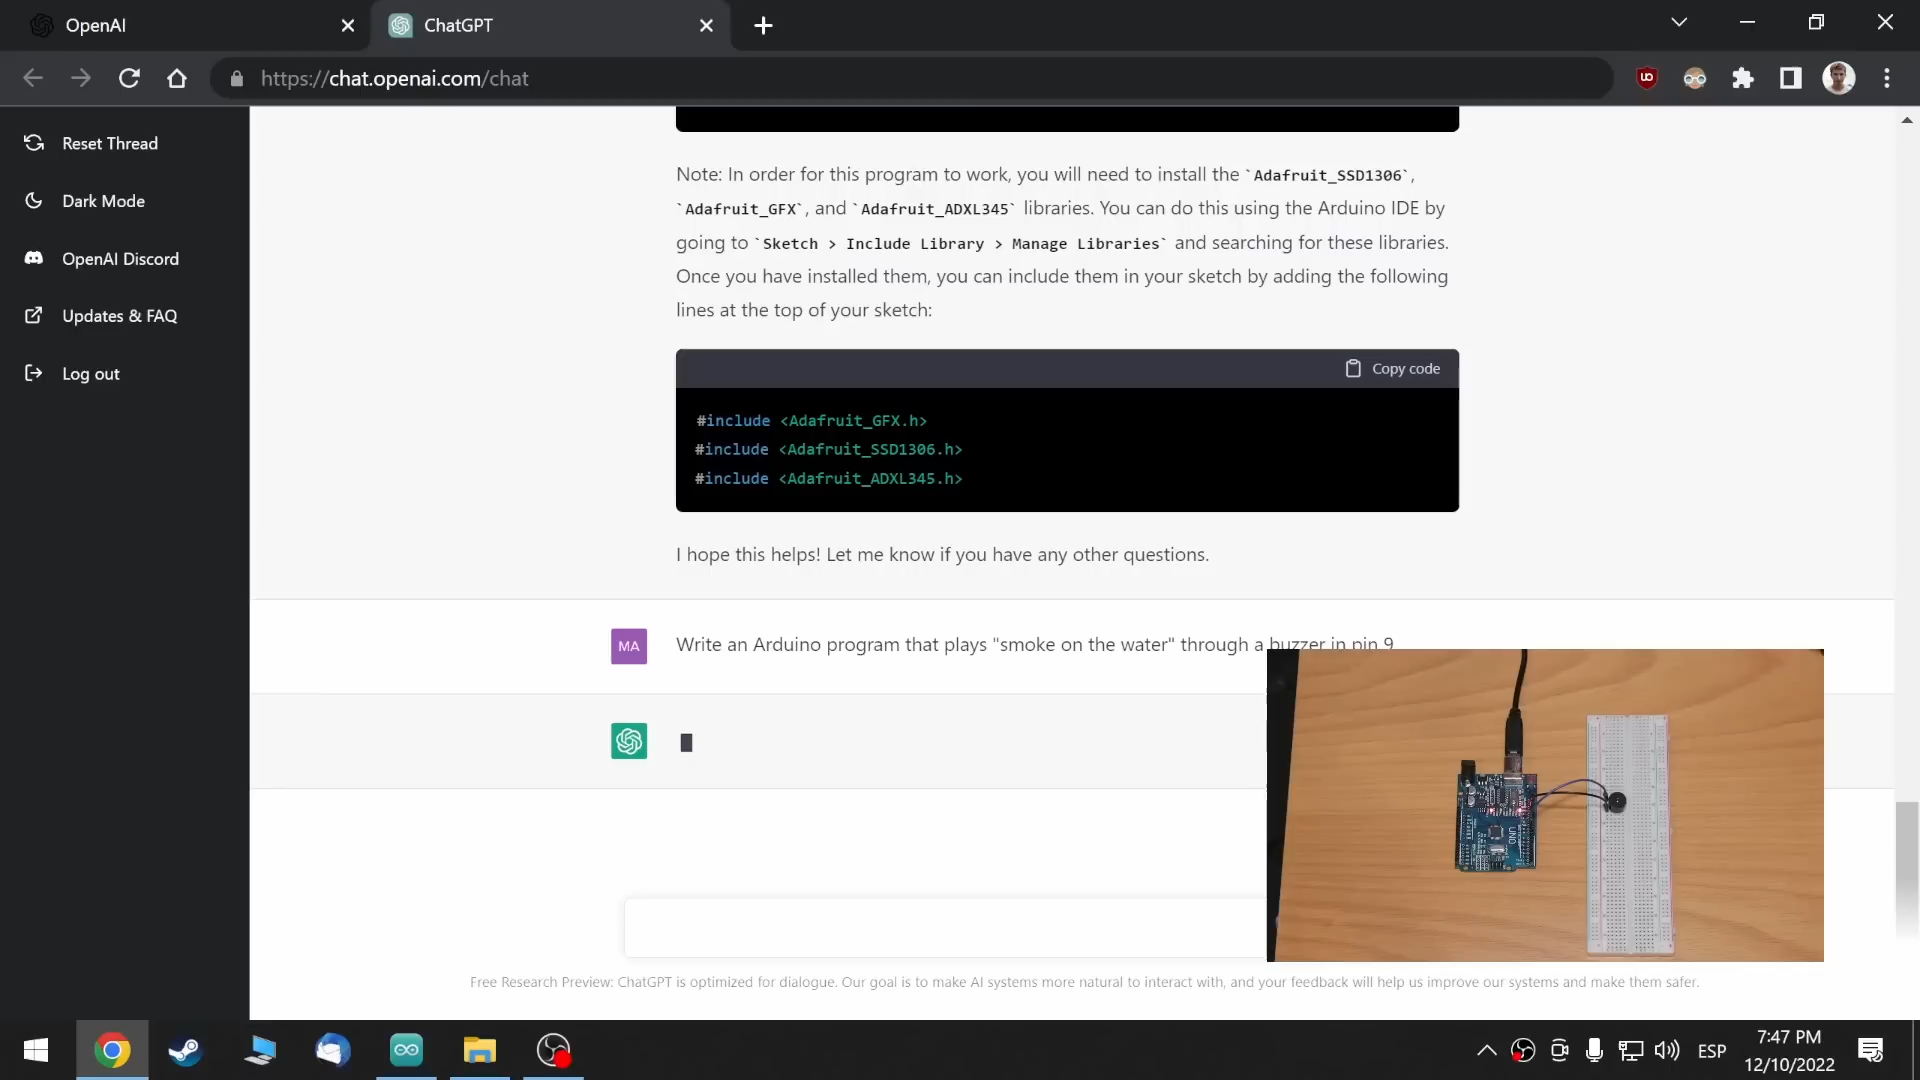 OpenAI
ChatGPT
https://chat.openai.com/chat
Reset Thread
Dark Mode
OpenAI Discord
Updates & FAQ
Log out
Note: In order for this program to work, you will need to install the `Adafruit_SSD1306`,
`Adafruit_GFX`, and `Adafruit_ADXL345` libraries. You can do this using the Arduino IDE by
going to `Sketch > Include Library > Manage Libraries` and searching for these libraries.
Once you have installed them, you can include them in your sketch by adding the following
lines at the top of your sketch:
Copy code
#include <Adafruit_GFX.h>
#include <Adafruit_SSD1306.h>
#include <Adafruit_ADXL345.h>
I hope this helps! Let me know if you have any other questions.
MA
Write an Arduino program that plays "smoke on the water" through a buzzer in pin 9
UNO
Free Research Preview: ChatGPT is optimized for dialogue. Our goal is to make AI systems more natural to interact with, and your feedback will help us improve our systems and make them safer.
ESP
7:47 PM
12/10/2022